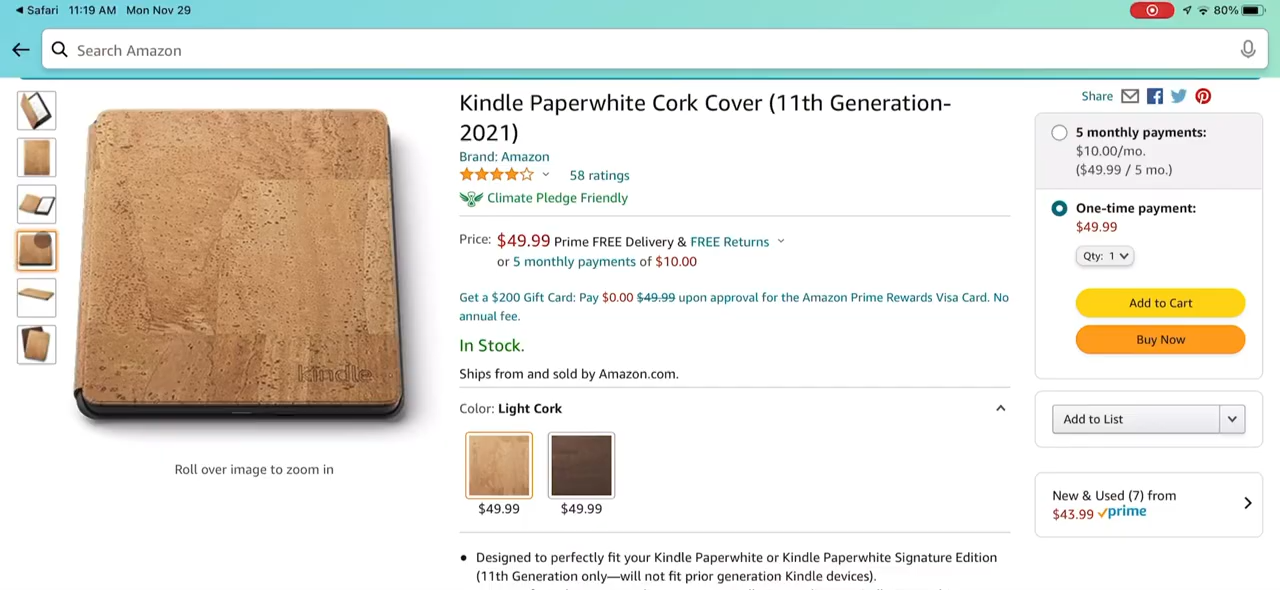 Safari 11:19 AM Mon Nov 29
80%
Search Amazon
Kindle Paperwhite Cork Cover (11th Generation-
2021)
Brand: Amazon
58 ratings
Climate Pledge Friendly
Price: $49.99 Prime FREE Delivery & FREE Returns
or 5 monthly payments of $10.00
Get a $200 Gift Card: Pay $0.00 $49.99 upon approval for the Amazon Prime Rewards Visa Card. No
annual fee.
In Stock.
Ships from and sold by Amazon.com.
Color: Light Cork
$49.99 $49.99
Designed to perfectly fit your Kindle Paperwhite or Kindle Paperwhite Signature Edition
(11th Generation only—will not fit prior generation Kindle devices).
kindle
Roll over image to zoom in
Share
5 monthly payments:
$10.00/mo.
($49.99 / 5 mo.)
One-time payment:
$49.99
Qty: 1
Add to Cart
Buy Now
Add to List
New & Used (7) from
$43.99 prime